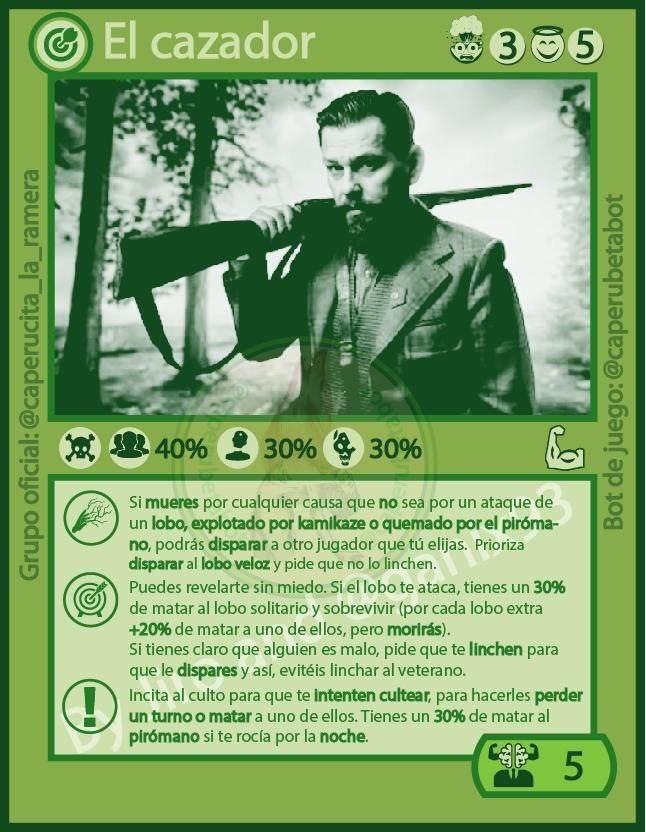 El cazador
3
5
Grupo oficial: @caperucita_la_ramera
Bot de juego: @caperubetabot
40%
30%
30%
Si mueres por cualquier causa que no sea por un ataque de
un lobo, explotado por kamikaze o quemado por el piróma-
no, podrás disparar a otro jugador que tú elijas. Prioriza
disparar al lobo veloz y pide que no lo linchen.
Puedes revelarte sin miedo. Si el lobo te ataca, tienes un 30%
de matar al lobo solitario y sobrevivir (por cada lobo extra
+20% de matar a uno de ellos, pero morirás).
Si tienes claro que alguien es malo, pide que te linchen para
que le dispares y así, evitéis linchar al veterano.
Incita al culto para que te intenten cultear, para hacerles perder
un turno o matar a uno de ellos. Tienes un 30% de matar al
pirómano si te rocía por la noche.
5